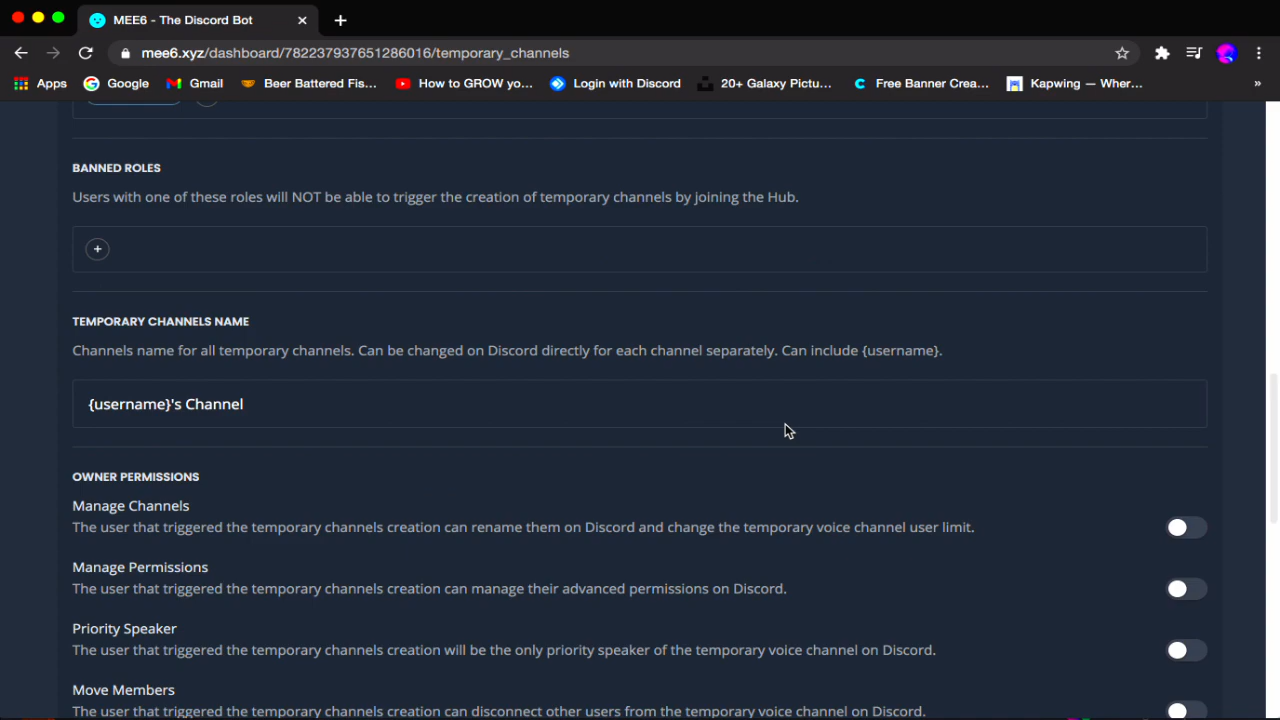 MEE6 - The Discord Bot
mee6.xyz/dashboard/782237937651286016/temporary_channels
Apps Google Gmail Beer Battered Fis... How to GROW yo... Login with Discord 20+ Galaxy Pictu... Free Banner Crea... Kapwing — Wher... »
BANNED ROLES
Users with one of these roles will NOT be able to trigger the creation of temporary channels by joining the Hub.
+
TEMPORARY CHANNELS NAME
Channels name for all temporary channels. Can be changed on Discord directly for each channel separately. Can include {username}.
{username}'s Channel
OWNER PERMISSIONS
Manage Channels
The user that triggered the temporary channels creation can rename them on Discord and change the temporary voice channel user limit.
Manage Permissions
The user that triggered the temporary channels creation can manage their advanced permissions on Discord.
Priority Speaker
The user that triggered the temporary channels creation will be the only priority speaker of the temporary voice channel on Discord.
Move Members
The user that triggered the temporary channels creation can disconnect other users from the temporary voice channel on Discord.